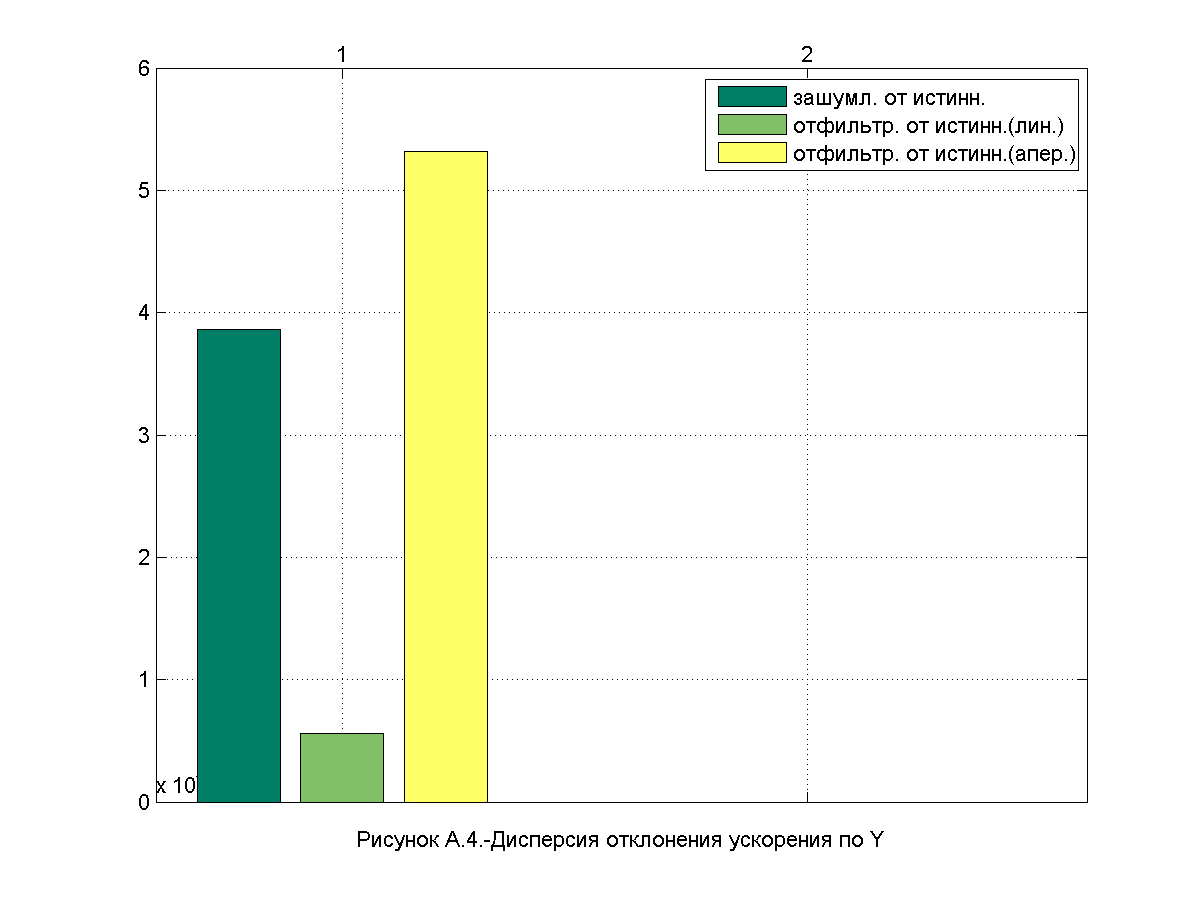 1 2
6
зашумл. от истинн.
отфильтр. от истинн.(лин.)
отфильтр. от истинн.(апер.)
5
4
3
2
1
x 10
0
Рисунок А.4.-Дисперсия отклонения ускорения по Y